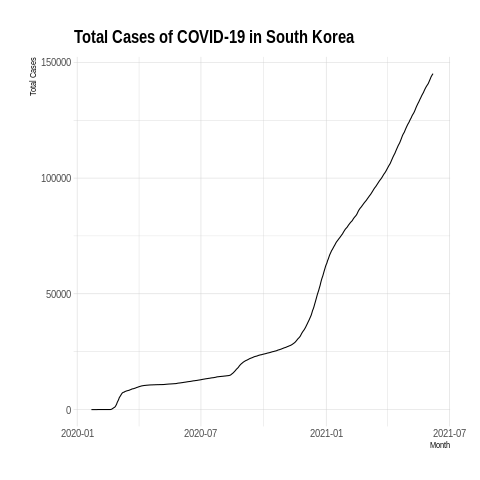 Total Cases of COVID-19 in South Korea
Total Cases
150000
100000
50000
0
2020-01
2020-07
2021-01
2021-07
Month